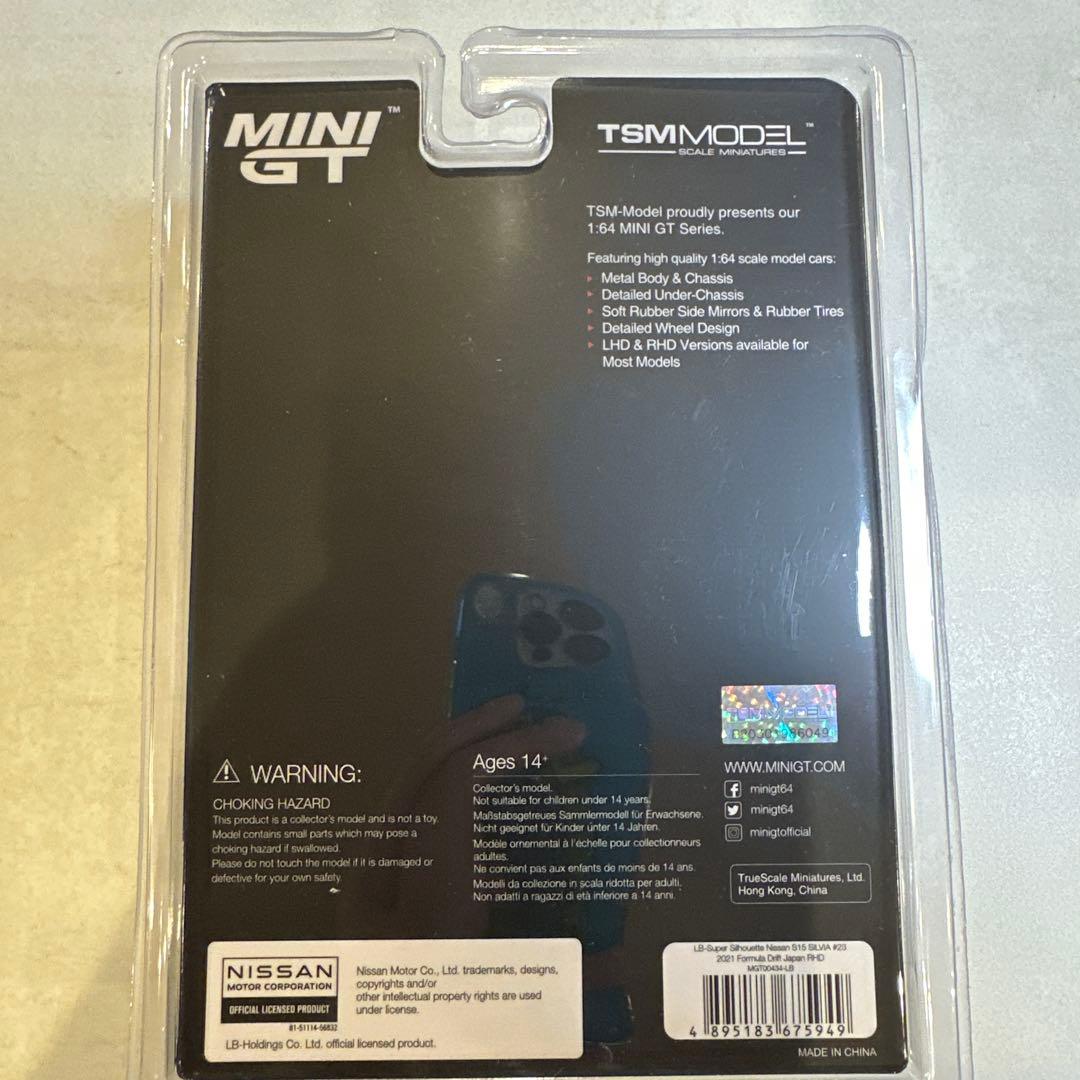 MINI GT™
TSMMODEL™
SCALE MINIATURES
TSM-Model proudly presents our
1:64 MINI GT Series.
Featuring high quality 1:64 scale model cars:
Metal Body & Chassis
Detailed Under-Chassis
Soft Rubber Side Mirrors & Rubber Tires
Detailed Wheel Design
LHD & RHD Versions available for
Most Models
TSMMODEL
WWW.MINIGT.COM
minigt64
minigt64
minigtofficial
TrueScale Miniatures, Ltd.
Hong Kong, China
WARNING:
CHOKING HAZARD
This product is a collector's model and is not a toy.
Model contains small parts which may pose a
choking hazard if swallowed.
Please do not touch the model if it is damaged or
defective for your own safety.
Ages 14+
Collector's model.
Not suitable for children under 14 years.
Maßstabsgetreues Sammlermodell für Erwachsene.
Nicht geeignet für Kinder unter 14 Jahren.
Modèle ornemental à l'échelle pour collectionneurs
adultes.
Ne convient pas aux enfants de moins de 14 ans.
Modelli da collezione in scala ridotta per adulti.
Non adatti a ragazzi di età inferiore a 14 anni.
NISSAN
MOTOR CORPORATION
OFFICIAL LICENSED PRODUCT
81-51114-66832
Nissan Motor Co., Ltd. trademarks, designs,
copyrights and/or
other intellectual property rights are used
under license.
LB-Holdings Co. Ltd. official licensed product.
LB-Super Silhouette Nissan S15 SILVIA #23
2021 Formula Drift Japan RHD
MGT00434-LB
4 895183 675949
MADE IN CHINA